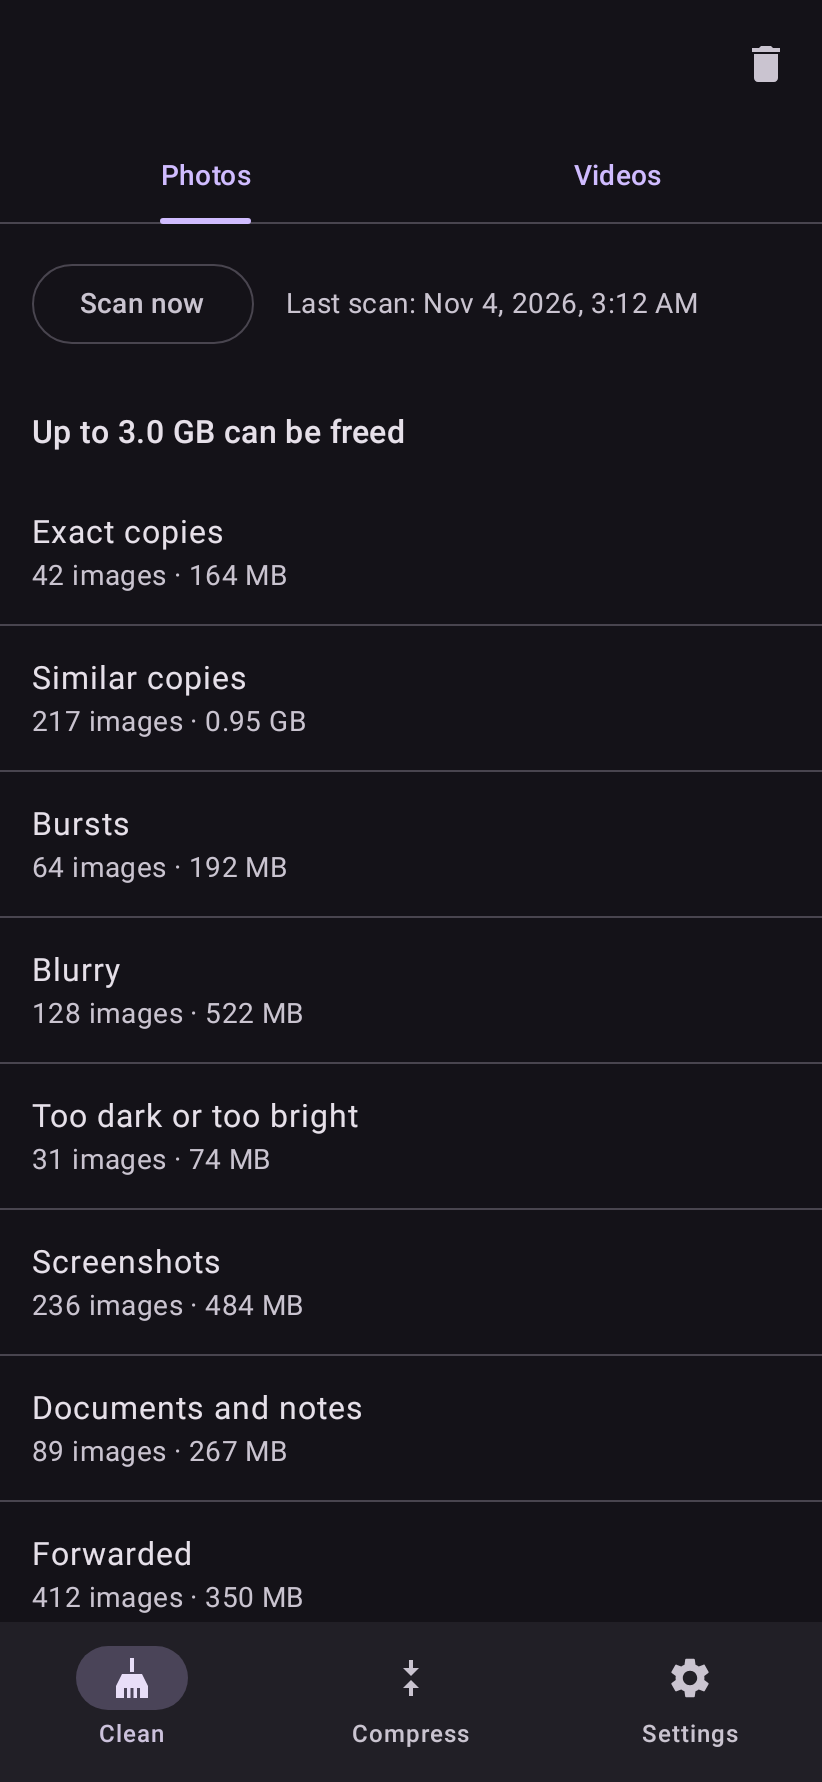 Photos
Videos
Scan now
Last scan: Nov 4, 2026, 3:12 AM
Up to 3.0 GB can be freed
Exact copies
42 images · 164 MB
Similar copies
217 images · 0.95 GB
Bursts
64 images · 192 MB
Blurry
128 images · 522 MB
Too dark or too bright
31 images · 74 MB
Screenshots
236 images · 484 MB
Documents and notes
89 images · 267 MB
Forwarded
412 images · 350 MB
Clean
Compress
Settings